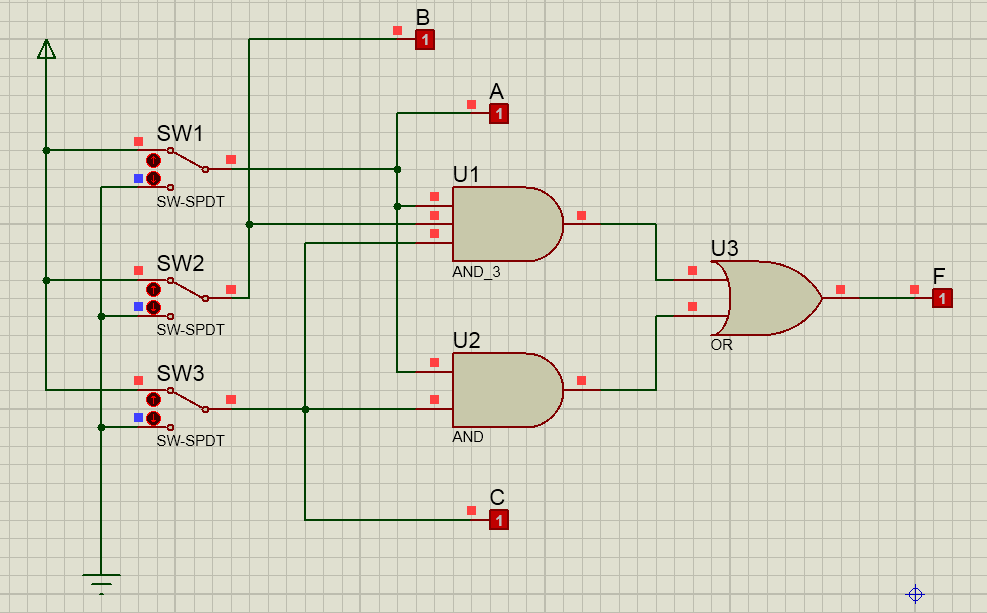 B
1
A
1
SW1
SW-SPDT
U1
AND_3
SW2
SW-SPDT
U3
OR
F
1
U2
AND
SW3
SW-SPDT
C
1